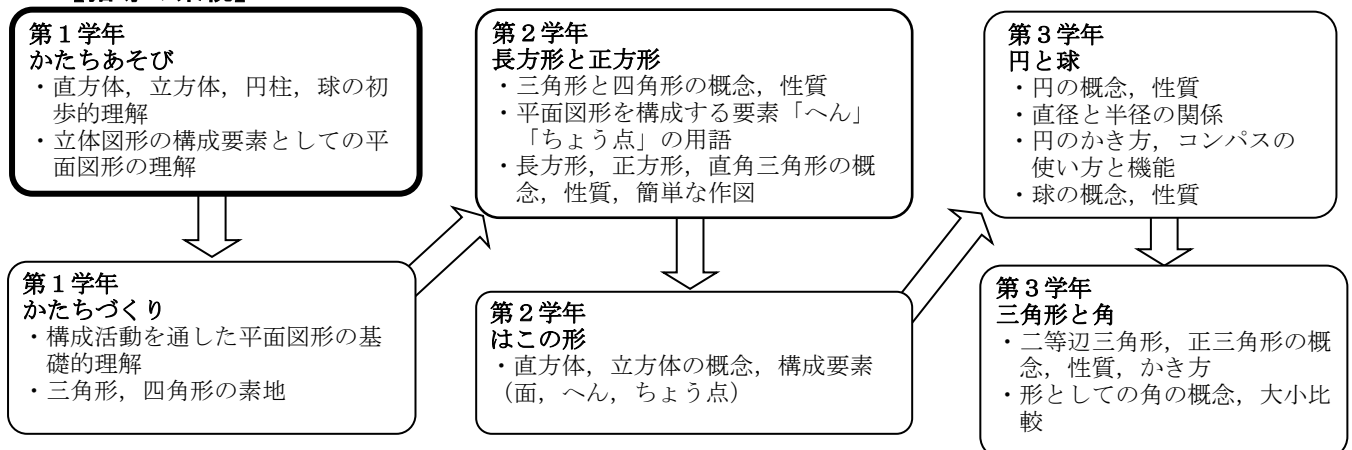 第１学年
かたちあそび
・直方体，立方体，円柱，球の初
歩的理解
・立体図形の構成要素としての平
面図形の理解
第１学年
かたちづくり
・構成活動を通した平面図形の基
礎的理解
・三角形，四角形の素地
第２学年
長方形と正方形
・三角形と四角形の概念，性質
・平面図形を構成する要素「へん」
「ちょう点」の用語
・長方形，正方形，直角三角形の概
念，性質，簡単な作図
第２学年
はこの形
・直方体，立方体の概念，構成要素
（面，へん，ちょう点）
第３学年
円と球
・円の概念，性質
・直径と半径の関係
・円のかき方，コンパスの
使い方と機能
・球の概念，性質
第３学年
三角形と角
・二等辺三角形，正三角形の概
念，性質，かき方
・形としての角の概念，大小比
較